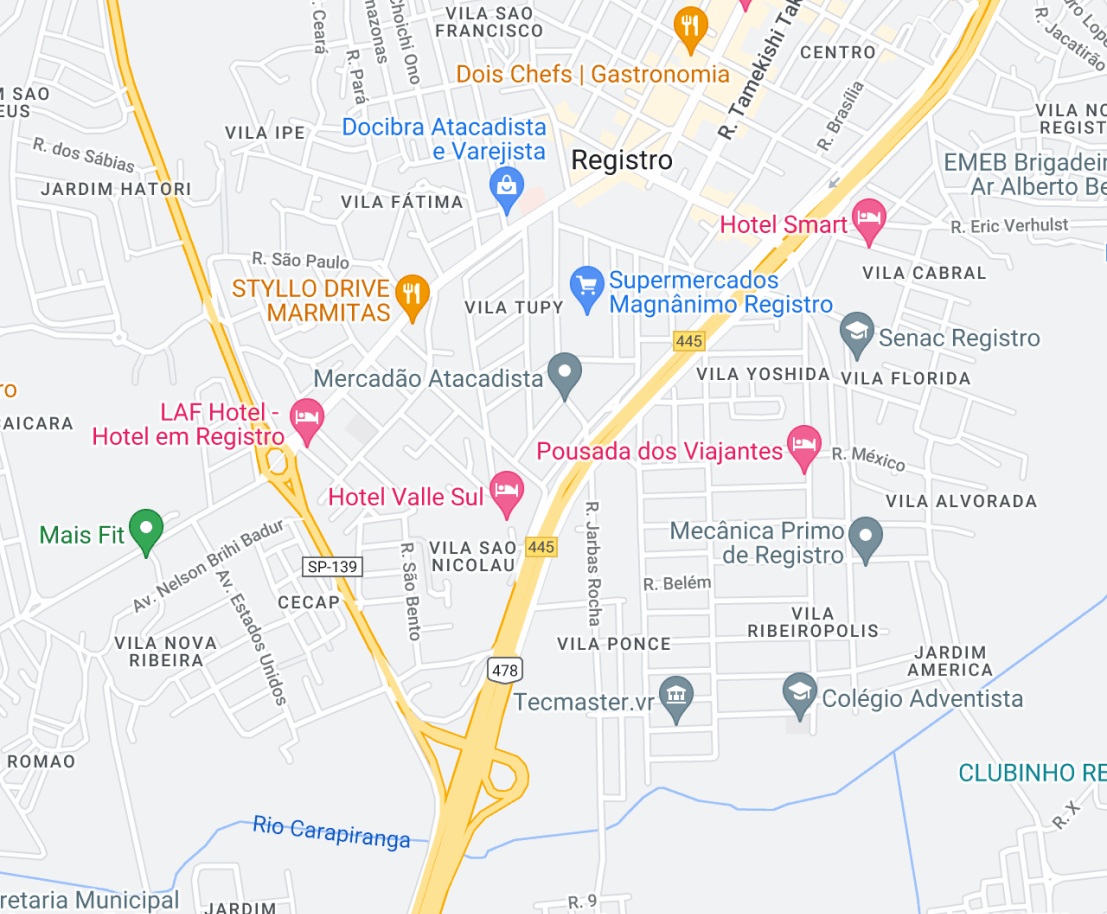 VILA SAO
FRANCISCO
R. Ceará
Amazonas
Choichi Ono
R. Pará
Dois Chefs | Gastronomia
R. Tamekishi Tak
CENTRO
R. Jacatirão
R. Brasília
M SAO
EUS
VILA IPE
Docibra Atacadista
e Varejista
VILA NO
REGIST
R. dos Sábias
Registro
EMEB Brigadeir
Ar Alberto Be
JARDIM HATORI
VILA FÁTIMA
Hotel Smart
R. Eric Verhulst
R. São Paulo
VILA CABRAL
STYLLO DRIVE
MARMITAS
VILA TUPY
Supermercados
Magnânimo Registro
445
Senac Registro
Mercadão Atacadista
VILA YOSHIDA
VILA FLORIDA
ro
AICARA
LAF Hotel -
Hotel em Registro
Pousada dos Viajantes
R. México
Hotel Valle Sul
VILA ALVORADA
Mais Fit
R. Jarbas Rocha
Mecânica Primo
de Registro
VILA SAO
NICOLAU
445
Av. Nelson Brihi Badur
SP-139
R. São Bento
R. Belém
Av. Estados Unidos
CECAP
VILA
RIBEIROPOLIS
VILA NOVA
RIBEIRA
VILA PONCE
JARDIM
AMERICA
478
Tecmaster.vr
Colégio Adventista
ROMAO
CLUBINHO RE
R. X
Rio Carapiranga
retaria Municipal
JARDIM
R. 9